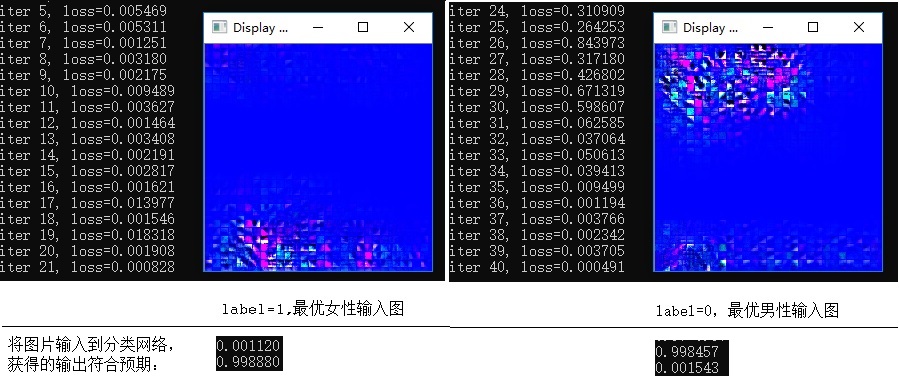 iter 5, loss=0.005469
iter 6, loss=0.005311
iter 7, loss=0.001251
iter 8, loss=0.003180
iter 9, loss=0.002175
iter 10, loss=0.009489
iter 11, loss=0.003627
iter 12, loss=0.001464
iter 13, loss=0.003408
iter 14, loss=0.002191
iter 15, loss=0.002817
iter 16, loss=0.001621
iter 17, loss=0.013977
iter 18, loss=0.001546
iter 19, loss=0.018318
iter 20, loss=0.001908
iter 21, loss=0.000828
Display ...
label=1,最优女性输入图
iter 24, loss=0.310909
iter 25, loss=0.264253
iter 26, loss=0.843973
iter 27, loss=0.317180
iter 28, loss=0.426802
iter 29, loss=0.671319
iter 30, loss=0.598607
iter 31, loss=0.062585
iter 32, loss=0.037064
iter 33, loss=0.050613
iter 34, loss=0.039413
iter 35, loss=0.009499
iter 36, loss=0.001194
iter 37, loss=0.003766
iter 38, loss=0.002342
iter 39, loss=0.003705
iter 40, loss=0.000491
Display ...
label=0, 最优男性输入图
将图片输入到分类网络,
获得的输出符合预期:
0.001120
0.998880
0.998457
0.001543